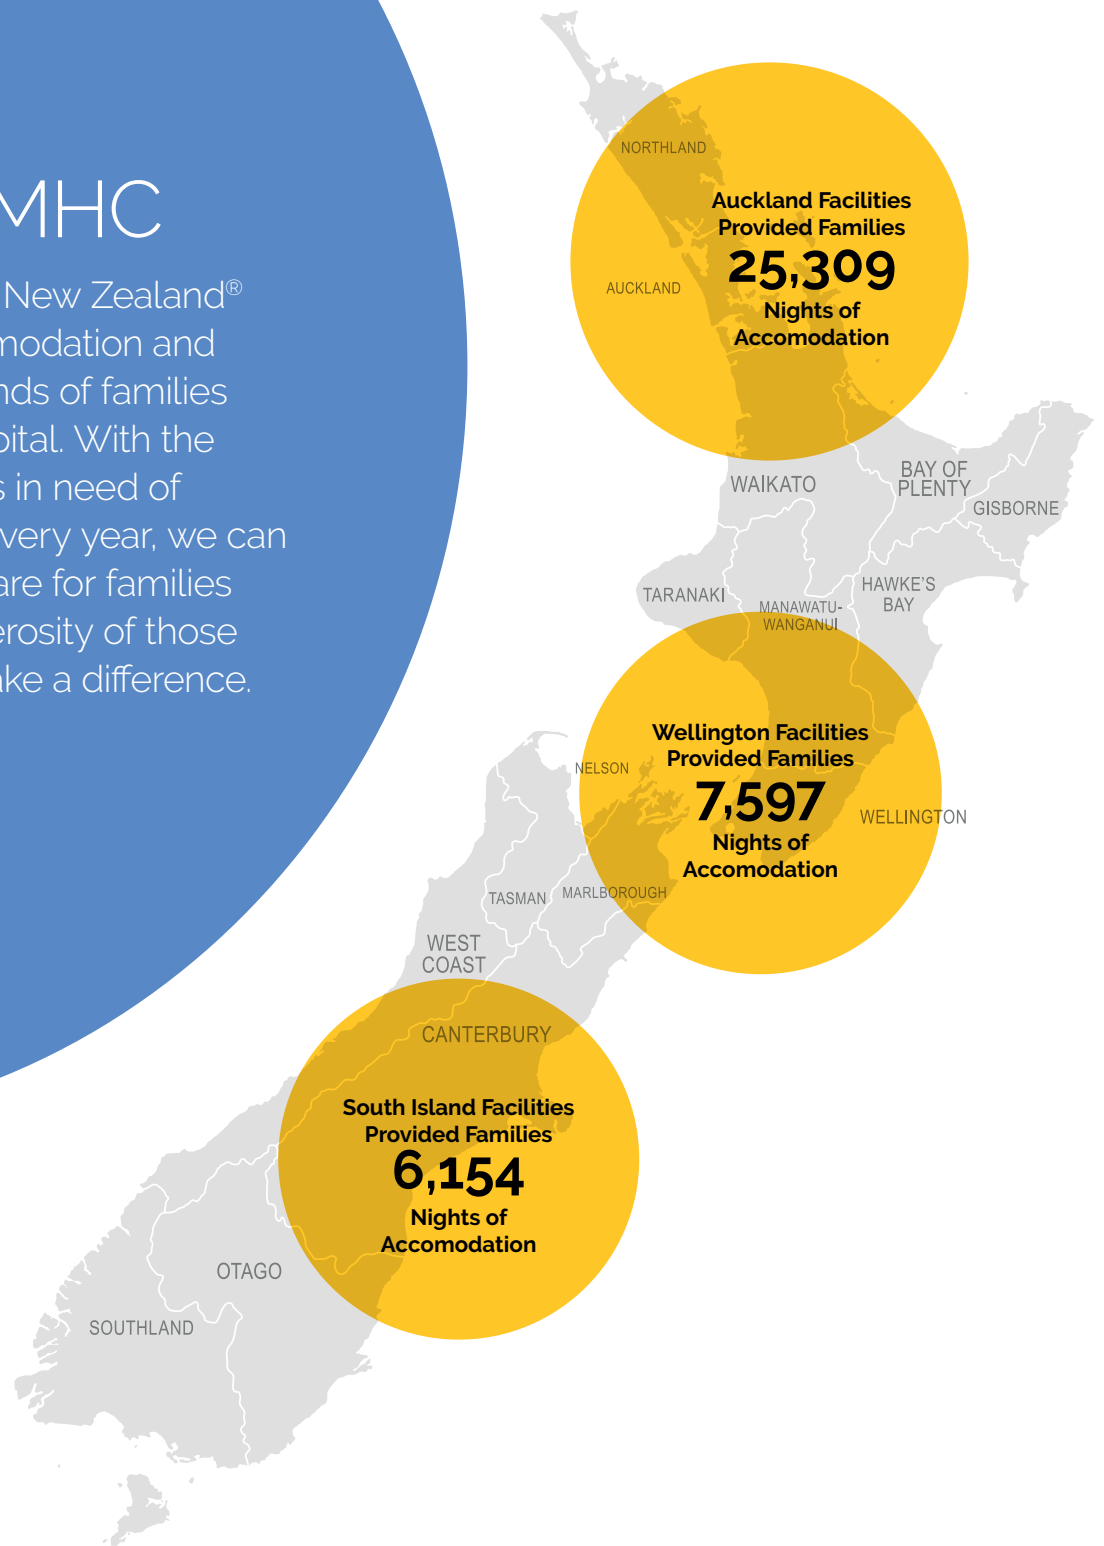 MHC
New Zealand®
modation and
nds of families
pital. With the
s in need of
very year, we can
are for families
erosity of those
ake a difference.
NORTHLAND
Auckland Facilities
Provided Families
25,309
Nights of
Accomodation
AUCKLAND
WAIKATO
BAY OF
PLENTY
GISBORNE
TARANAKI
MANAWATU-
WANGANUI
HAWKE'S
BAY
Wellington Facilities
Provided Families
7,597
Nights of
Accomodation
NELSON
WELLINGTON
TASMAN
MARLBOROUGH
WEST
COAST
CANTERBURY
South Island Facilities
Provided Families
6,154
Nights of
Accomodation
OTAGO
SOUTHLAND